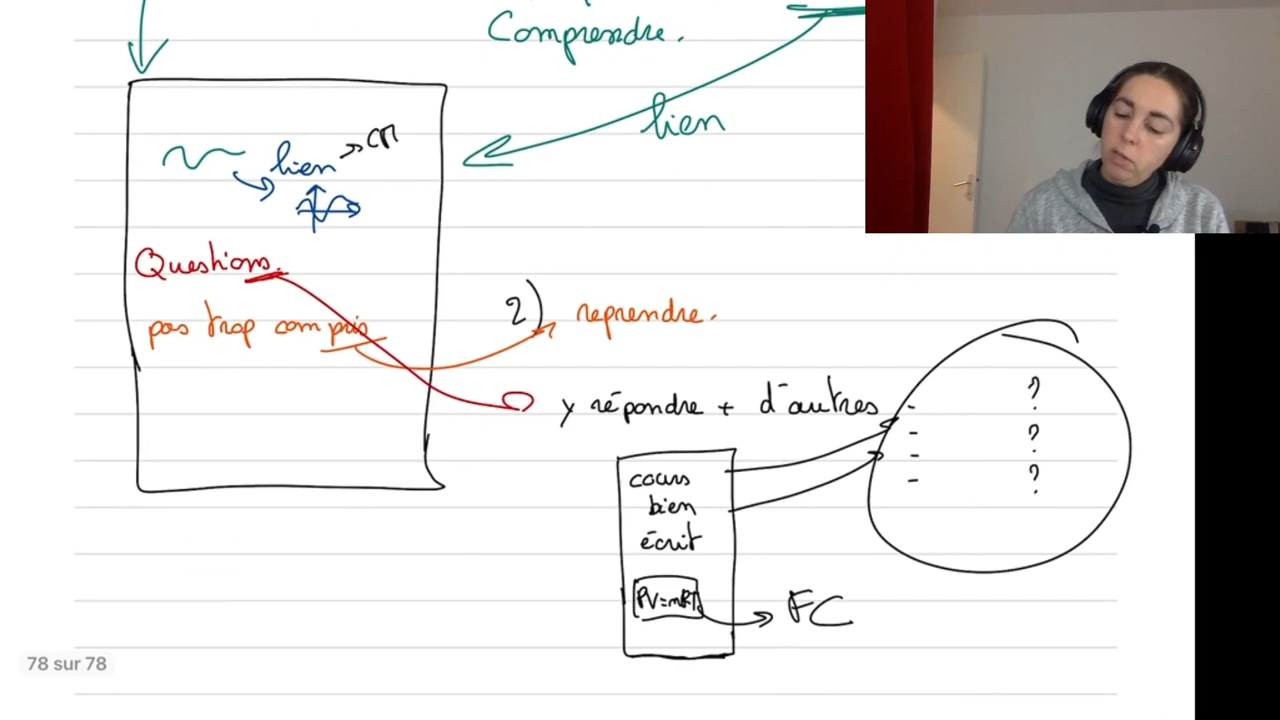 Comprendre.
lien
lien → CM
Questions.
2) reprendre.
pas trop compris
y répondre + d'autres
- ?
- ?
-
- ?
cours
bien
écrit
PV=nRT → FC
78 sur 78